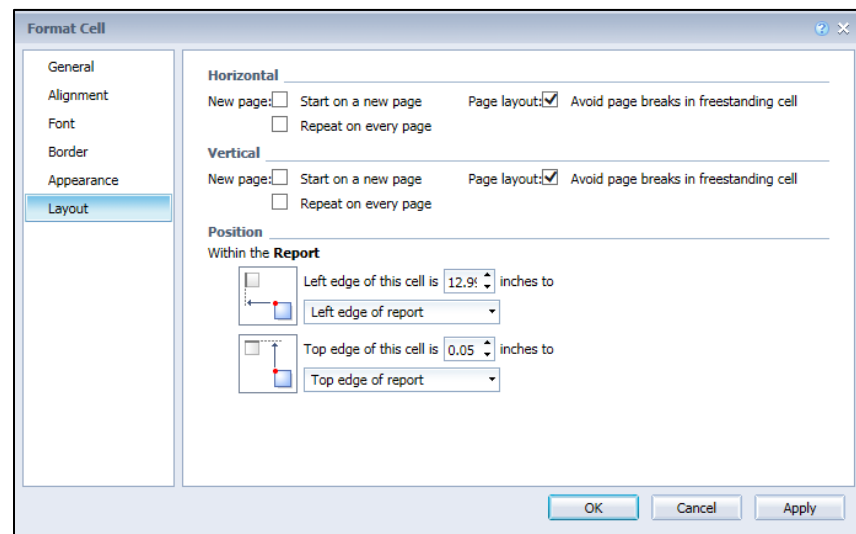 Format Cell
General
Alignment
Font
Border
Appearance
Layout
Horizontal
New page: Start on a new page Page layout: Avoid page breaks in freestanding cell
Repeat on every page
Vertical
New page: Start on a new page Page layout: Avoid page breaks in freestanding cell
Repeat on every page
Position
Within the Report
Left edge of this cell is inches to
Left edge of report
Top edge of this cell is 0.05 inches to
Top edge of report
OK Cancel Apply